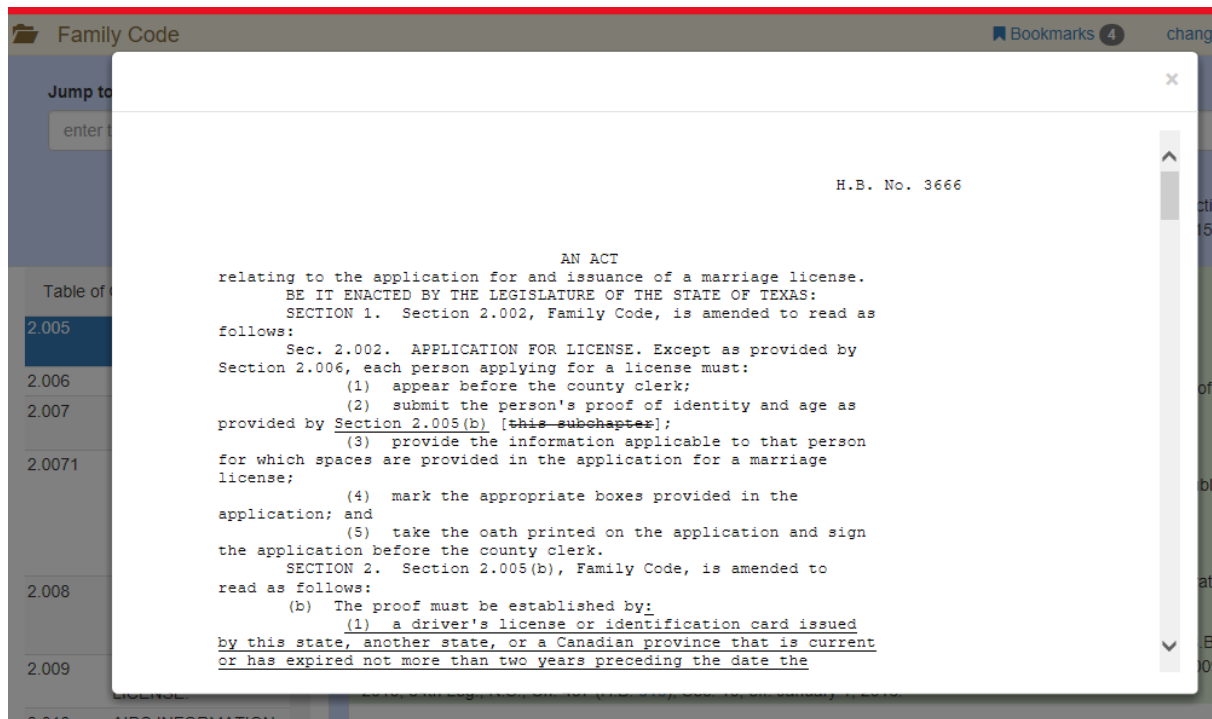 Family Code
Bookmarks 4
chang
Jump to
enter t
H.B. No. 3666
AN ACT
relating to the application for and issuance of a marriage license.
BE IT ENACTED BY THE LEGISLATURE OF THE STATE OF TEXAS:
SECTION 1. Section 2.002, Family Code, is amended to read as
follows:
Sec. 2.002. APPLICATION FOR LICENSE. Except as provided by
Section 2.006, each person applying for a license must:
(1) appear before the county clerk;
(2) submit the person's proof of identity and age as
provided by Section 2.005(b) [this subchapter];
(3) provide the information applicable to that person
for which spaces are provided in the application for a marriage
license;
(4) mark the appropriate boxes provided in the
application; and
(5) take the oath printed on the application and sign
the application before the county clerk.
SECTION 2. Section 2.005(b), Family Code, is amended to
read as follows:
(b) The proof must be established by:
(1) a driver's license or identification card issued
by this state, another state, or a Canadian province that is current
or has expired not more than two years preceding the date the
Table of
2.005
2.006
2.007
2.0071
2.008
2.009
LICENSE.